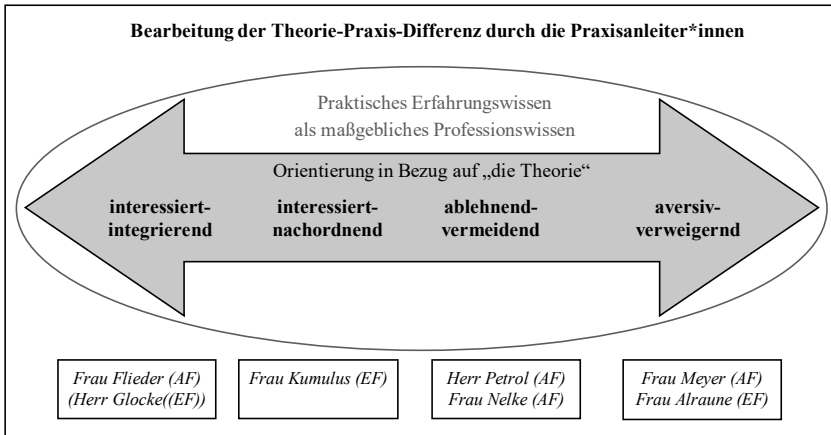 Bearbeitung der Theorie-Praxis-Differenz durch die Praxisanleiter*innen
Praktisches Erfahrungswissen
als maßgebliches Professionswissen
Orientierung in Bezug auf „die Theorie“
interessiert-
integrierend
interessiert-
nachordnend
ablehnend-
vermeidend
aversiv-
verweigernd
Frau Flieder (AF)
(Herr Glocke((EF))
Frau Kumulus (EF)
Herr Petrol (AF)
Frau Nelke (AF)
Frau Meyer (AF)
Frau Alraune (EF)